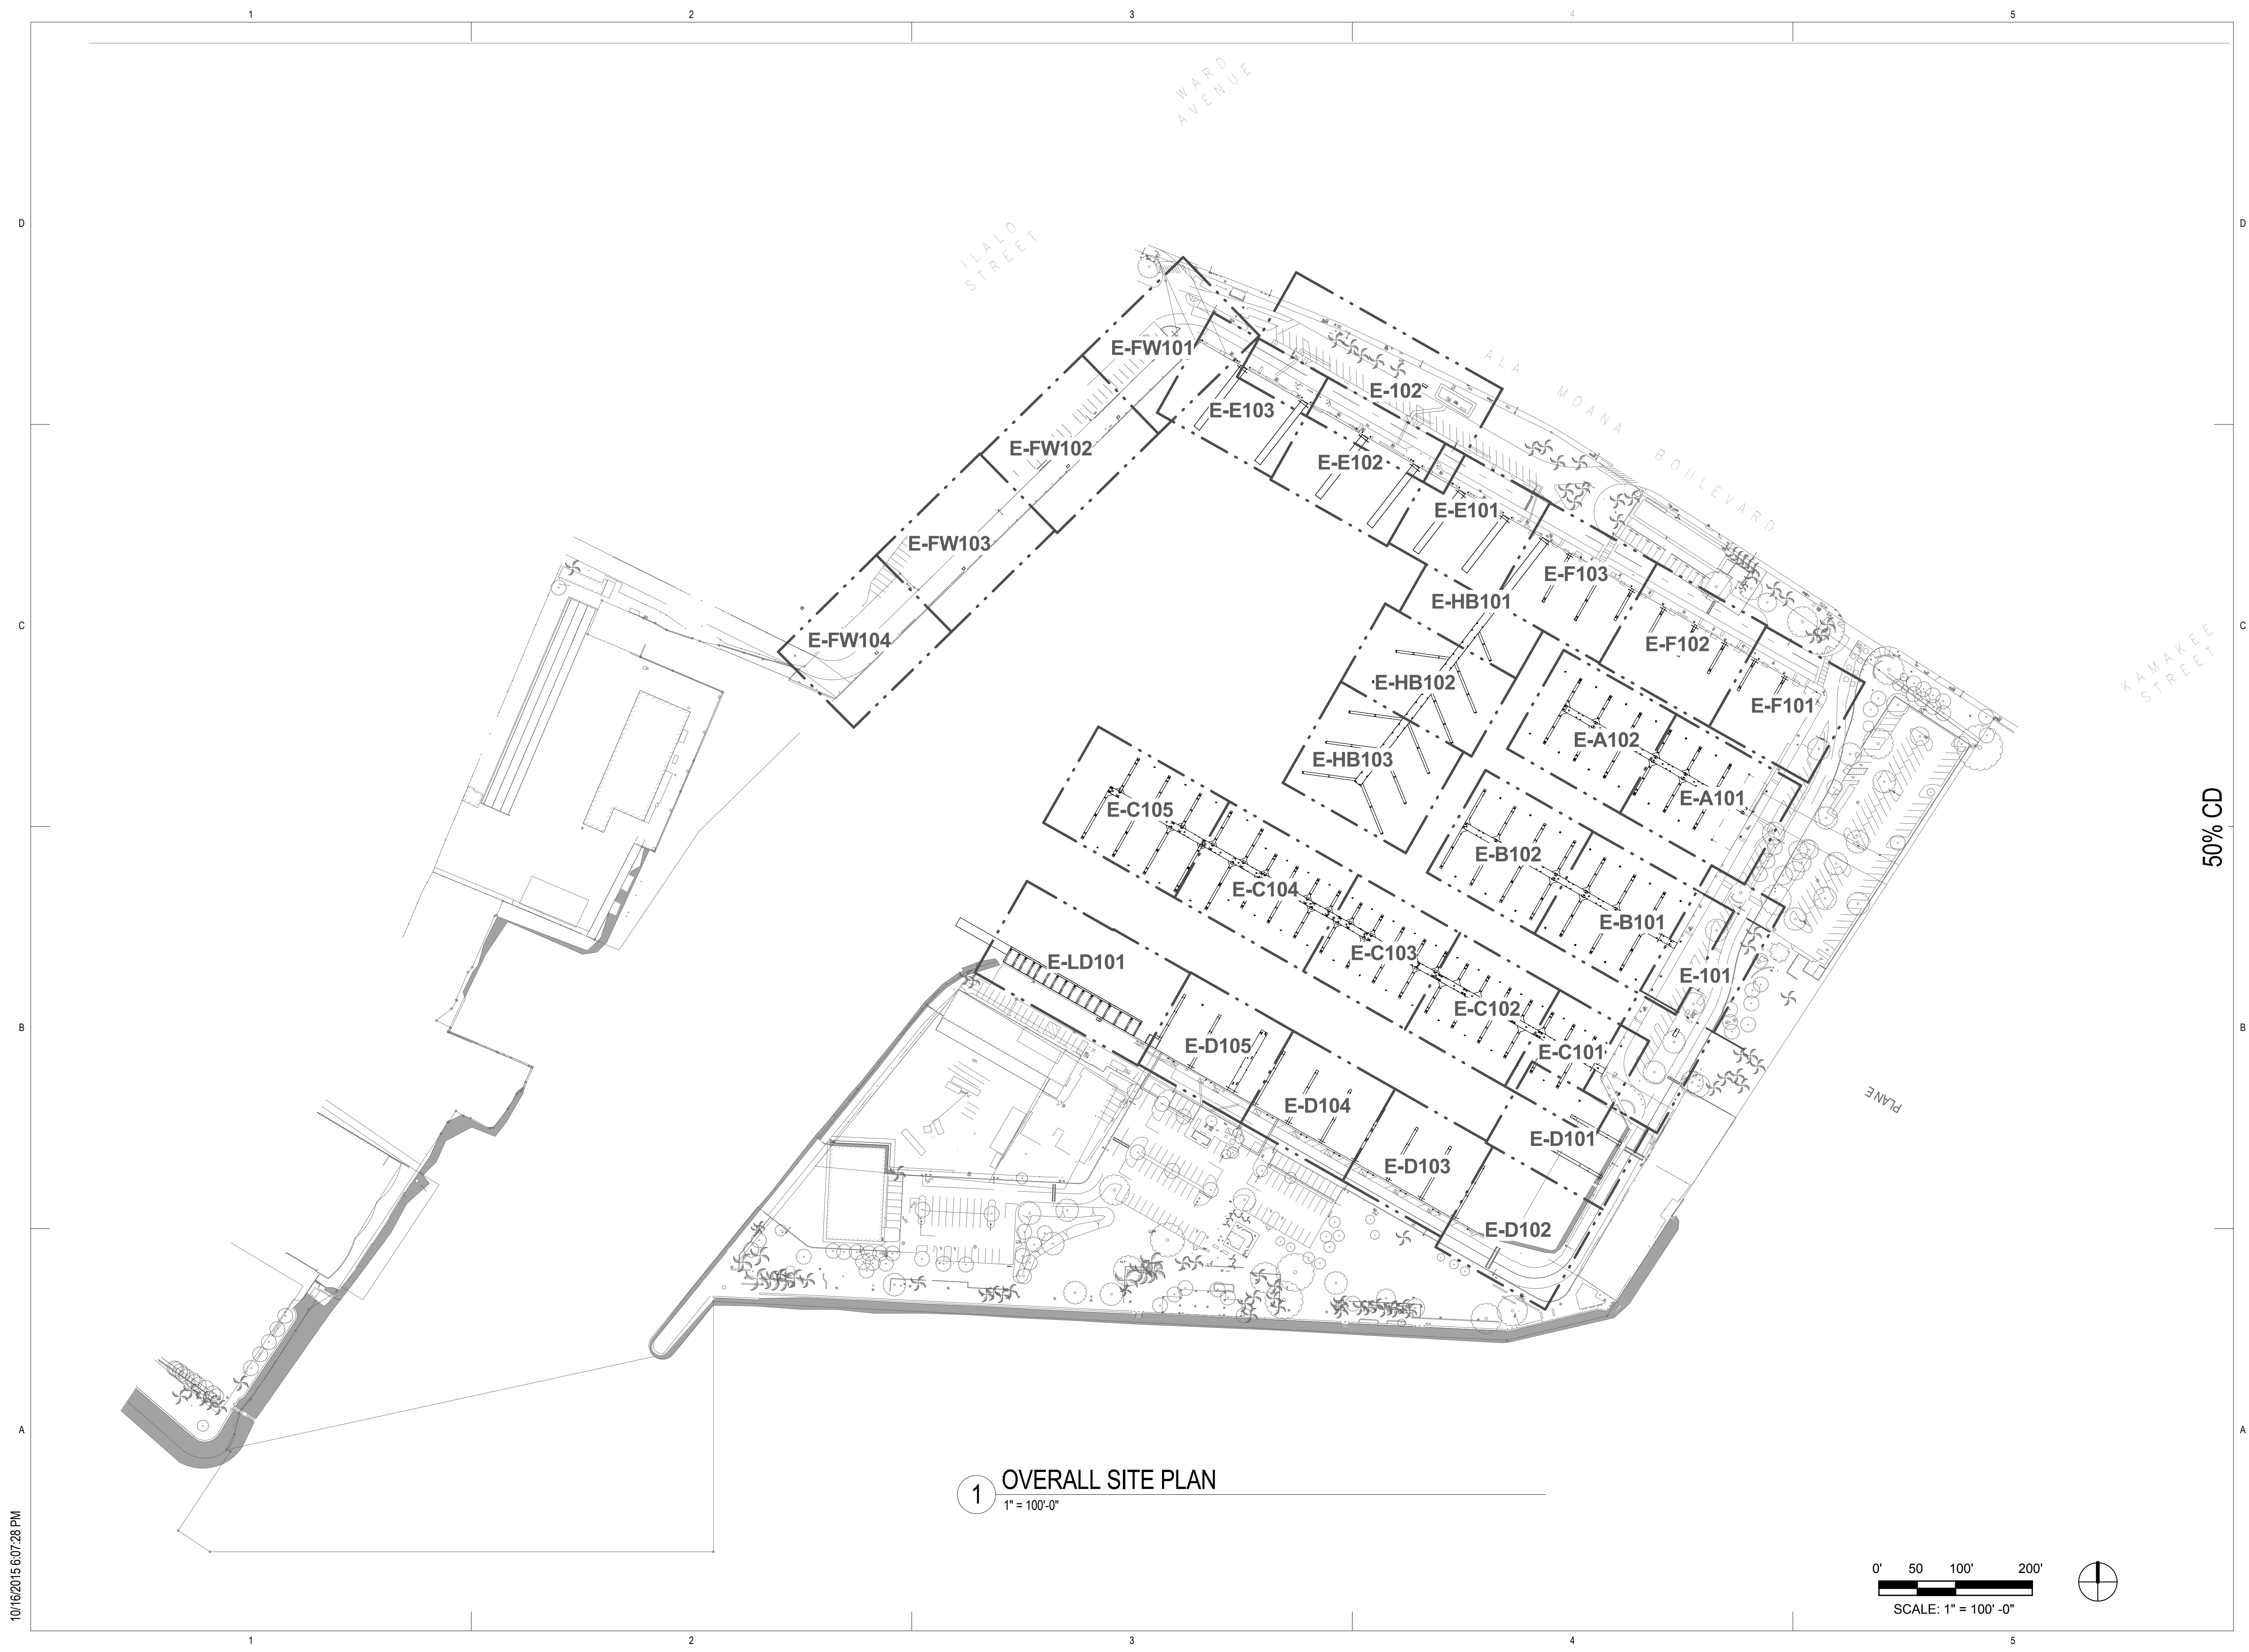 1 2 3 4 5
WARD
AVENUE
D D
ILALO
STREET
ALA MOANA BOULEVARD
E-FW101
E-102
E-E103
E-FW102
E-E102
E-E101
E-FW103
E-F103
E-HB101
C C
E-FW104
E-F102
KAMAKEE
STREET
E-HB102
E-F101
E-A102
E-HB103
E-A101
E-C105
50% CD
E-B102
E-C104
E-B101
E-C103
E-LD101
E-101
E-C102
B B
E-D105
E-C101
PLANE
E-D104
E-D101
E-D103
E-D102
A A
1 OVERALL SITE PLAN
1" = 100'-0"
10/16/2015 6:07:28 PM
0' 50 100' 200'
SCALE: 1" = 100' -0"
1 2 3 4 5